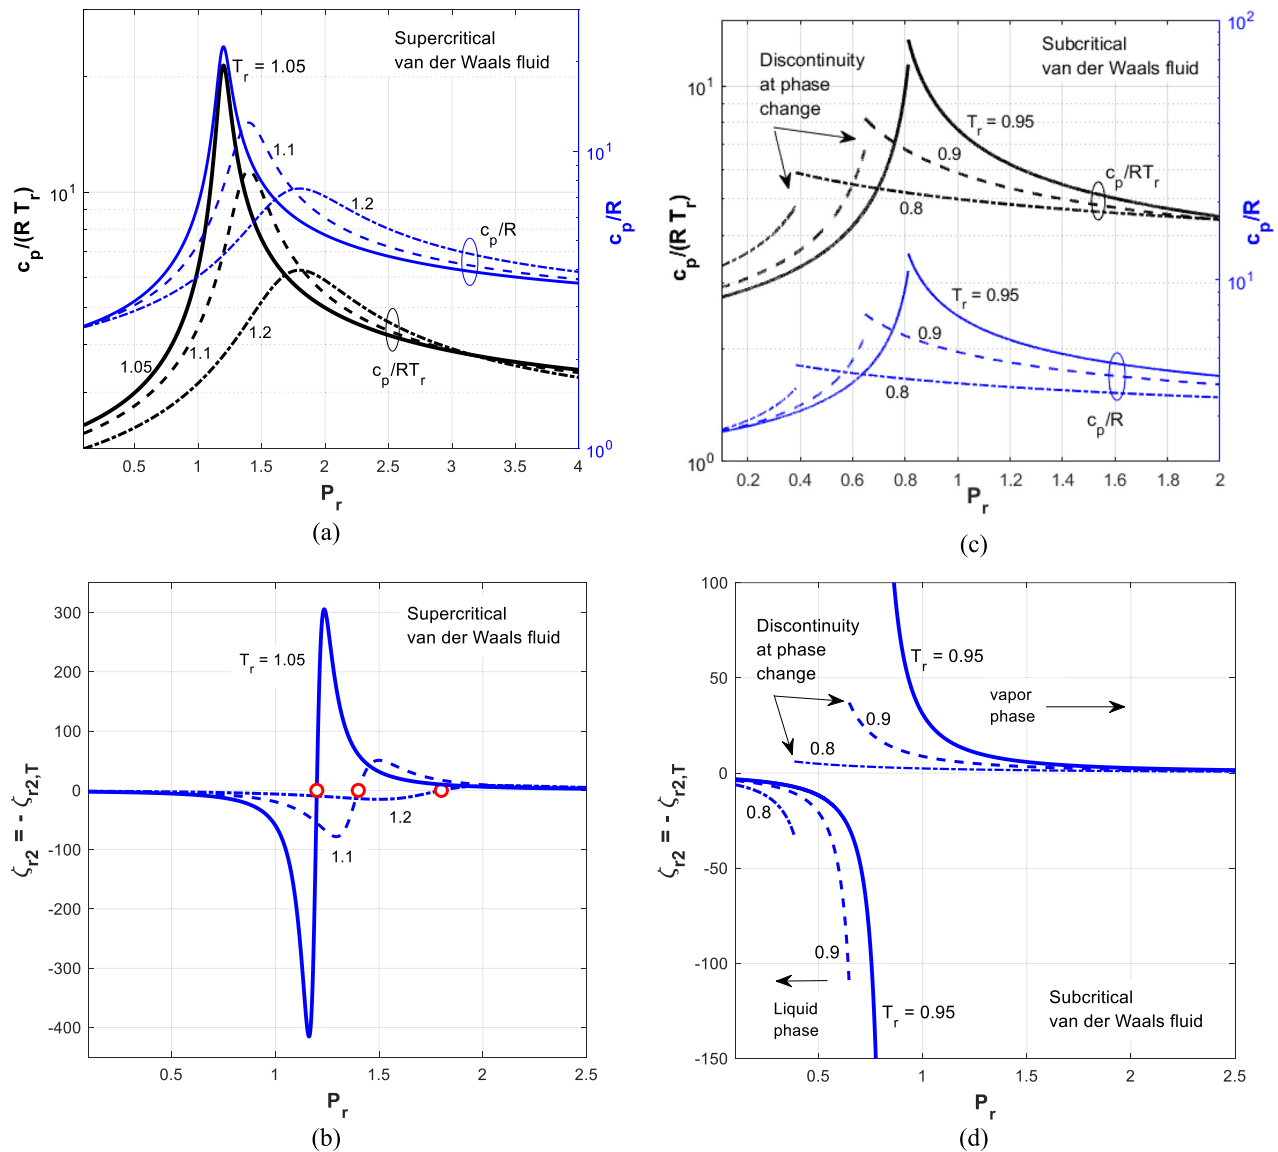 Supercritical
van der Waals fluid
T_r = 1.05
1.1
1.2
c_p/R
1.05
1.1
1.2
c_p/RT_r
10^1
10^1
10^0
c_p/(R T_r)
c_p/R
0.5 1 1.5 2 2.5 3 3.5 4
P_r
(a)
Subcritical
van der Waals fluid
Discontinuity
at phase
change
T_r = 0.95
0.9
0.8
c_p/RT_r
T_r = 0.95
0.9
0.8
c_p/R
10^1
10^0
10^2
10^1
c_p/(R T_r)
c_p/R
0.2 0.4 0.6 0.8 1 1.2 1.4 1.6 1.8 2
P_r
(c)
Supercritical
van der Waals fluid
T_r = 1.05
1.2
1.1
300
200
100
0
-100
-200
-300
-400
ζ_r2 = - ζ_r2,T
0.5 1 1.5 2 2.5
P_r
(b)
Discontinuity
at phase
change
T_r = 0.95
vapor
phase
0.9
0.8
0.8
0.9
Liquid
phase
T_r = 0.95
Subcritical
van der Waals fluid
100
50
0
-50
-100
-150
ζ_r2 = - ζ_r2,T
0.5 1 1.5 2 2.5
P_r
(d)